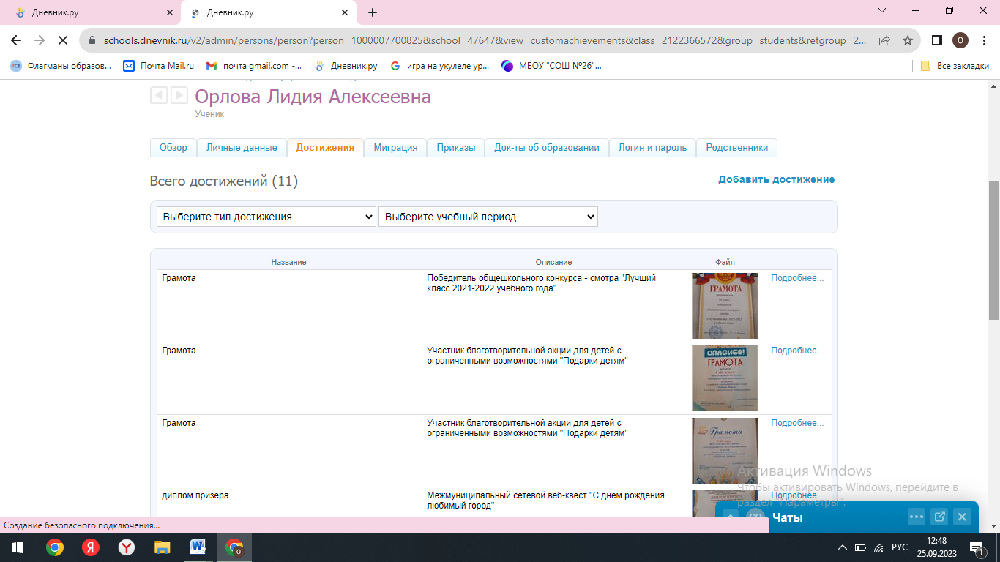 Дневник.ру
Дневник.ру
schools.dnevnik.ru/v2/admin/persons/person?person=1000007700825&school=47647&view=customachievements&class=2122366572&group=students&retgroup=2...
О
Флагманы образов...
Почта Mail.ru
почта gmail.com -...
Дневник.ру
игра на укулеле ур...
МБОУ "СОШ №26"...
Все закладки
Орлова Лидия Алексеевна
Ученик
Обзор
Личные данные
Достижения
Миграция
Приказы
Док-ты об образовании
Логин и пароль
Родственники
Всего достижений (11)
Добавить достижение
Выберите тип достижения
Выберите учебный период
Название
Описание
Файл
Грамота
Победитель общешкольного конкурса - смотра "Лучший
класс 2021-2022 учебного года"
ГРАМОТА
Подробнее...
Грамота
Участник благотворительной акции для детей с
ограниченными возможностями "Подарки детям"
СПАСИБО!
ГРАМОТА
Подробнее...
Грамота
Участник благотворительной акции для детей с
ограниченными возможностями "Подарки детям"
Грамота
Подробнее...
диплом призера
Межмуниципальный сетевой веб-квест "С днем рождения.
любимый город"
Подробнее...
Активация Windows
Чтобы активировать Windows, перейдите в
раздел "Параметры".
Чаты
Создание безопасного подключения...
РУС
12:48
25.09.2023
1